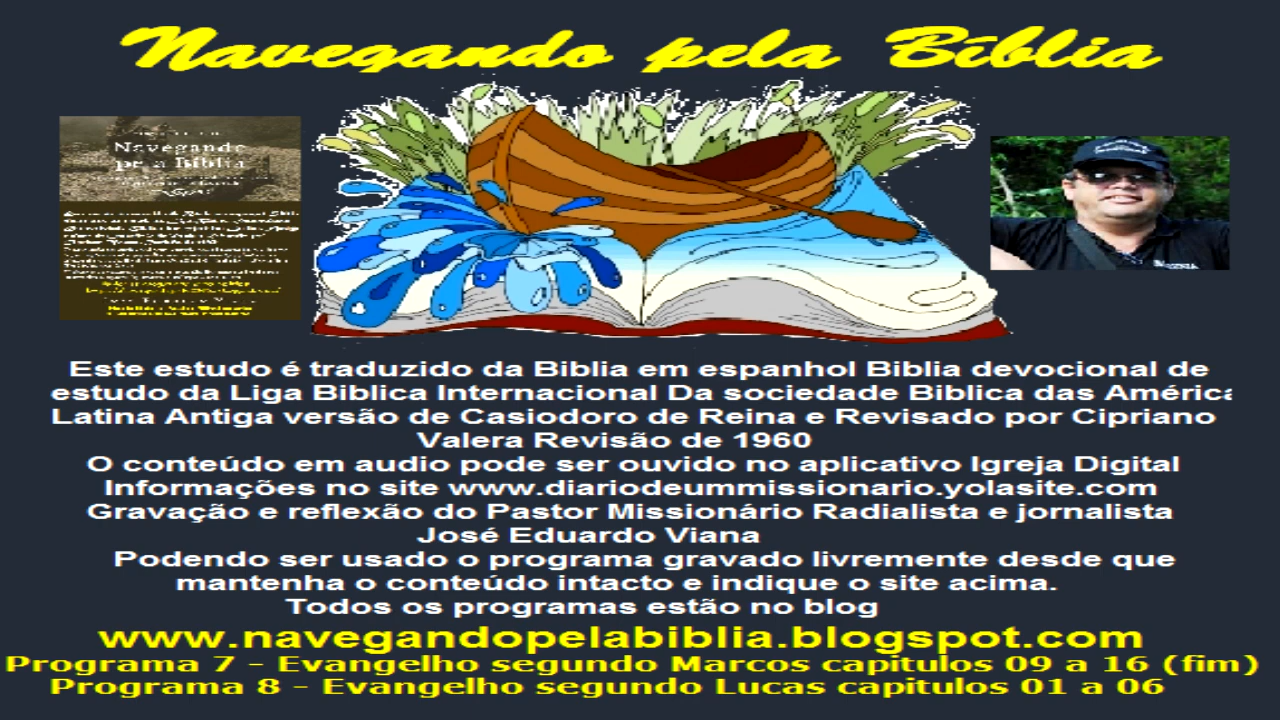 Navegando pela Bíblia
Navegando
pela Bíblia
Este estudo é traduzido da Biblia em espanhol Biblia devocional de
estudo da Liga Biblica Internacional Da sociedade Biblica das América
Latina Antiga versão de Casiodoro de Reina e Revisado por Cipriano
Valera Revisão de 1960
O conteúdo em audio pode ser ouvido no aplicativo Igreja Digital
Informações no site www.diariodeummissionario.yolasite.com
Gravação e reflexão do Pastor Missionário Radialista e jornalista
José Eduardo Viana
Podendo ser usado o programa gravado livremente desde que
mantenha o conteúdo intacto e indique o site acima.
Todos os programas estão no blog
www.navegandopelabiblia.blogspot.com
Programa 7 - Evangelho segundo Marcos capitulos 09 a 16 (fim)
Programa 8 - Evangelho segundo Lucas capitulos 01 a 06